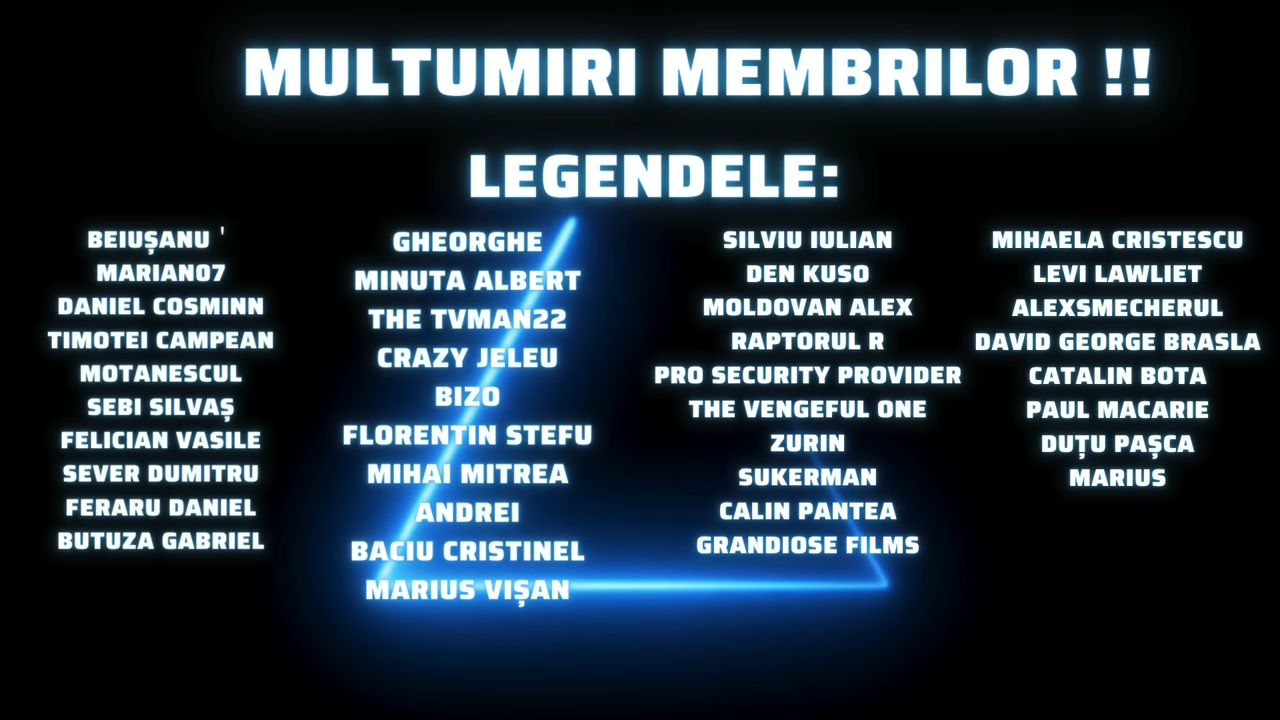 MULTUMIRI MEMBRILOR !!
LEGENDELE:
BEIUȘANU '
MARIAN07
DANIEL COSMINN
TIMOTEI CAMPEAN
MOTANESCUL
SEBI SILVAȘ
FELICIAN VASILE
SEVER DUMITRU
FERARU DANIEL
BUTUZA GABRIEL
GHEORGHE
MINUTA ALBERT
THE TVMAN22
CRAZY JELEU
BIZO
FLORENTIN STEFU
MIHAI MITREA
ANDREI
BACIU CRISTINEL
MARIUS VIȘAN
SILVIU IULIAN
DEN KUSO
MOLDOVAN ALEX
RAPTORUL R
PRO SECURITY PROVIDER
THE VENGEFUL ONE
ZURIN
SUKERMAN
CALIN PANTEA
GRANDIOSE FILMS
MIHAELA CRISTESCU
LEVI LAWLIET
ALEXSMECHERUL
DAVID GEORGE BRASLA
CATALIN BOTA
PAUL MACARIE
DUȚU PAȘCA
MARIUS